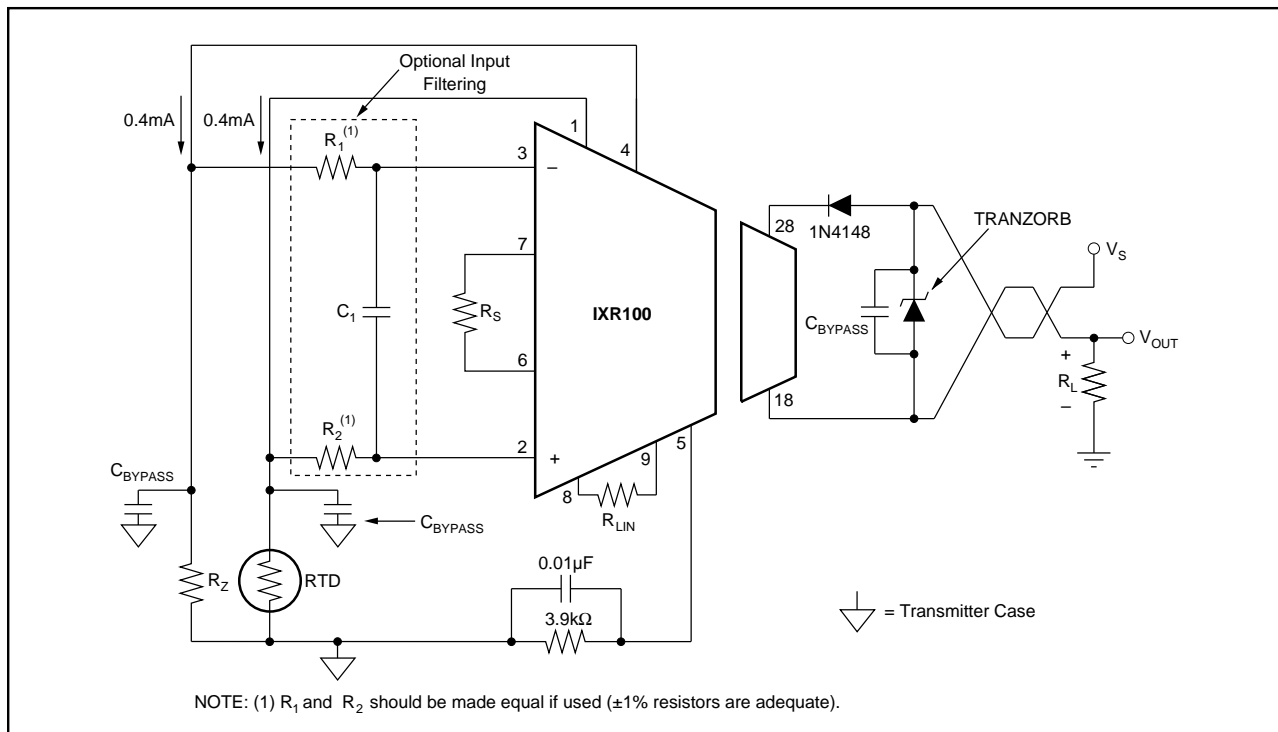 Optional Input
Filtering
0.4mA
0.4mA
R1(1)
1
4
3
–
7
C1
RS
IXR100
6
R2(1)
2
+
8
9
5
RLIN
28
1N4148
TRANZORB
CBYPASS
18
VS
VOUT
+
RL
–
CBYPASS
CBYPASS
RZ
RTD
0.01µF
3.9kΩ
= Transmitter Case
NOTE: (1) R1 and R2 should be made equal if used (±1% resistors are adequate).